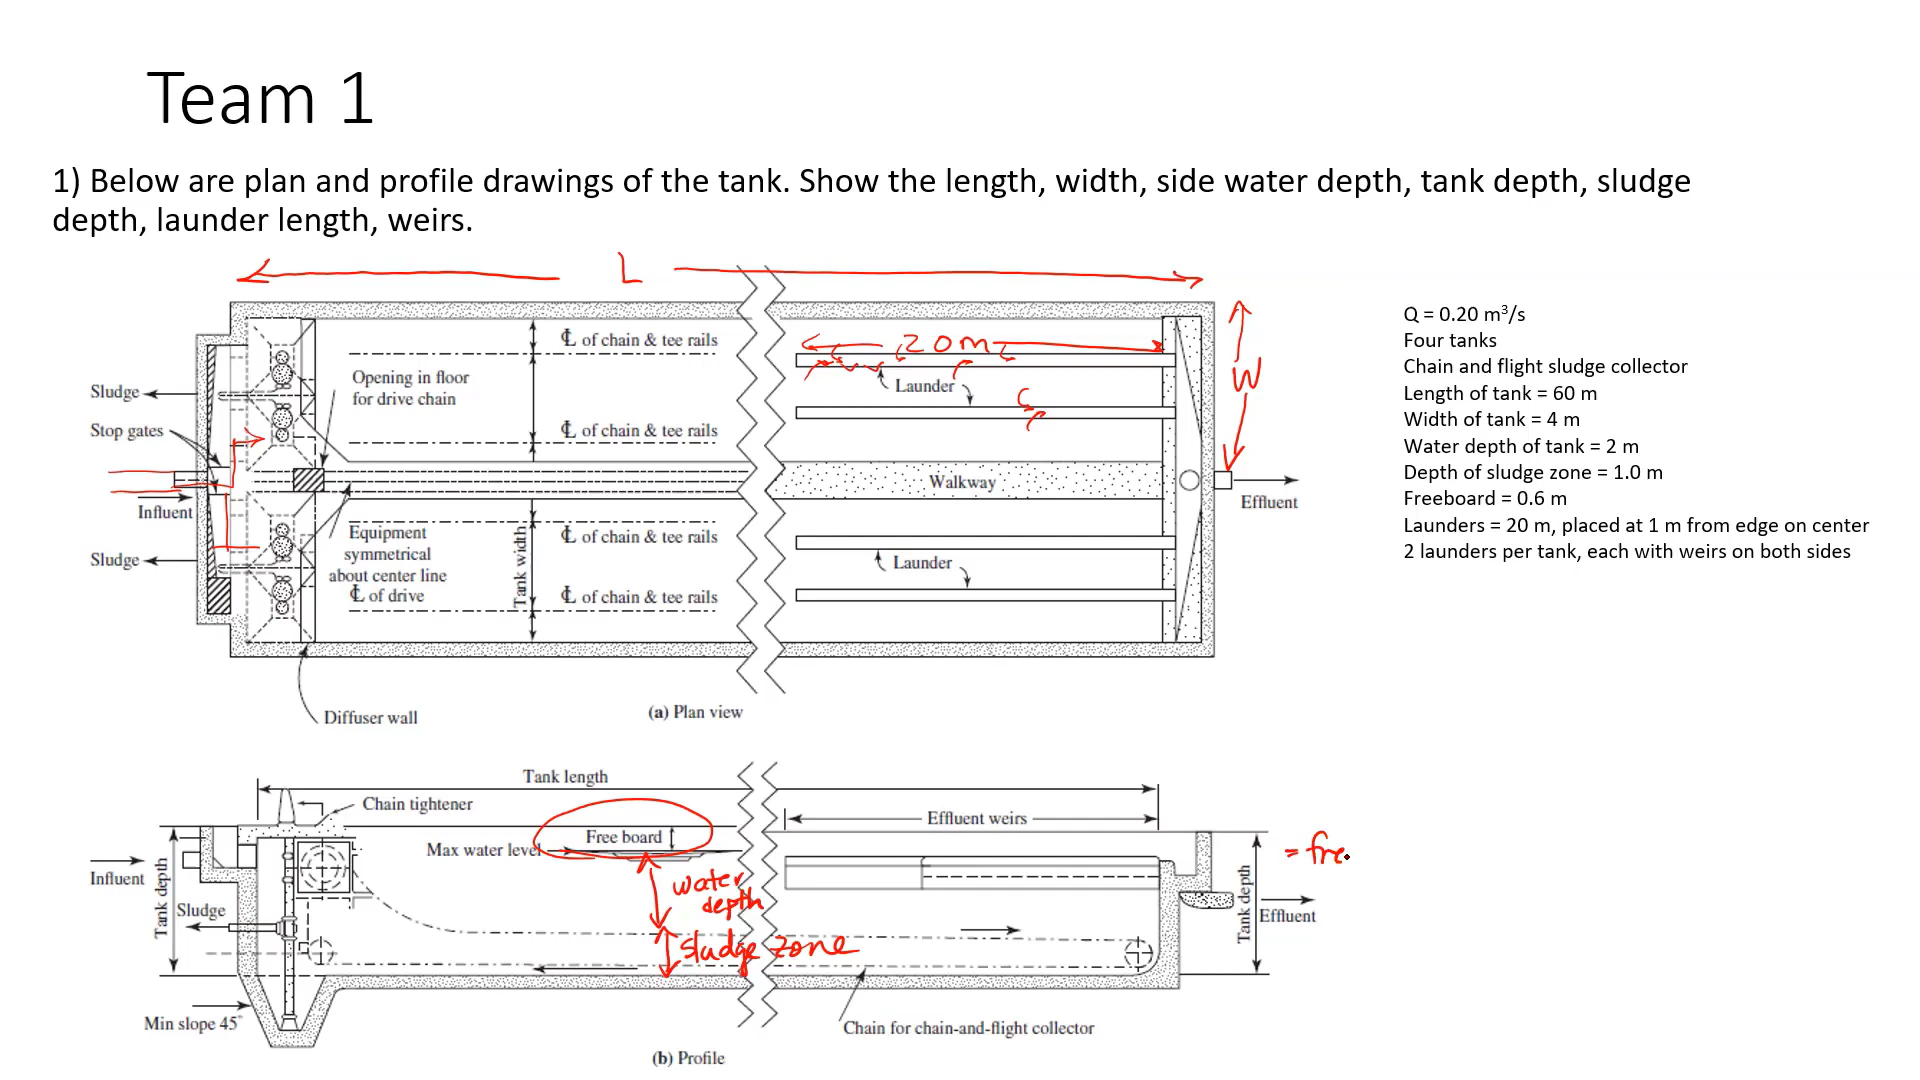 Team 1
1) Below are plan and profile drawings of the tank. Show the length, width, side water depth, tank depth, sludge
depth, launder length, weirs.
L
Q = 0.20 m³/s
Four tanks
Chain and flight sludge collector
Length of tank = 60 m
Width of tank = 4 m
Water depth of tank = 2 m
Depth of sludge zone = 1.0 m
Freeboard = 0.6 m
Launders = 20 m, placed at 1 m from edge on center
2 launders per tank, each with weirs on both sides
℄ of chain & tee rails
20m
W
Sludge
Opening in floor
for drive chain
Launder
Stop gates
℄ of chain & tee rails
Walkway
Influent
Effluent
Equipment
symmetrical
about center line
℄ of drive
Tank width
℄ of chain & tee rails
Sludge
Launder
℄ of chain & tee rails
Diffuser wall
(a) Plan view
Tank length
Chain tightener
Effluent weirs
Free board
Max water level
= fre
Influent
Tank depth
water
depth
Sludge
Tank depth
Effluent
sludge zone
Min slope 45°
Chain for chain-and-flight collector
(b) Profile